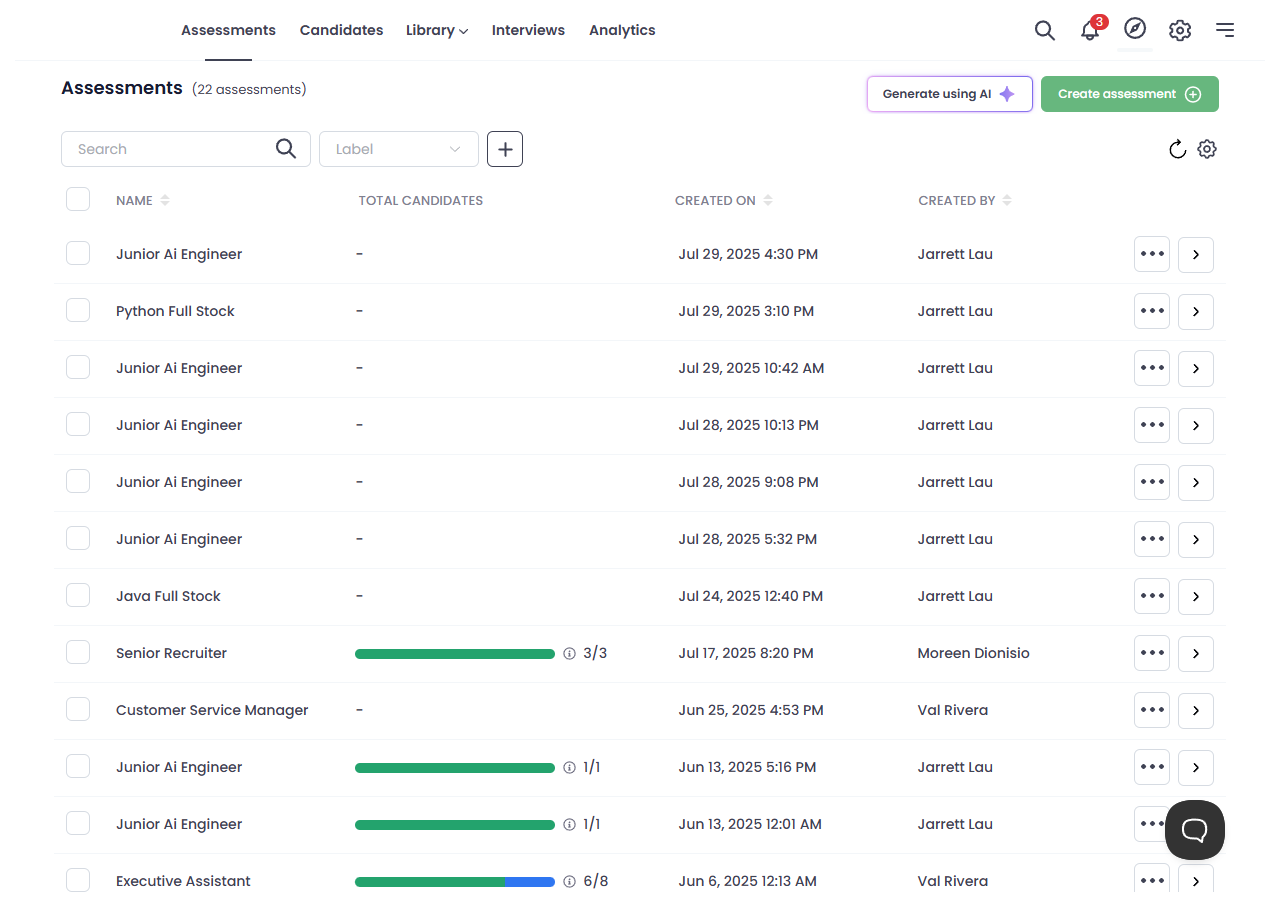 Assessments Candidates Library Interviews Analytics 3
Assessments (22 assessments) Generate using AI Create assessment
Search Label
NAME TOTAL CANDIDATES CREATED ON CREATED BY
Junior Ai Engineer - Jul 29, 2025 4:30 PM Jarrett Lau
Python Full Stock - Jul 29, 2025 3:10 PM Jarrett Lau
Junior Ai Engineer - Jul 29, 2025 10:42 AM Jarrett Lau
Junior Ai Engineer - Jul 28, 2025 10:13 PM Jarrett Lau
Junior Ai Engineer - Jul 28, 2025 9:08 PM Jarrett Lau
Junior Ai Engineer - Jul 28, 2025 5:32 PM Jarrett Lau
Java Full Stock - Jul 24, 2025 12:40 PM Jarrett Lau
Senior Recruiter 3/3 Jul 17, 2025 8:20 PM Moreen Dionisio
Customer Service Manager - Jun 25, 2025 4:53 PM Val Rivera
Junior Ai Engineer 1/1 Jun 13, 2025 5:16 PM Jarrett Lau
Junior Ai Engineer 1/1 Jun 13, 2025 12:01 AM Jarrett Lau
Executive Assistant 6/8 Jun 6, 2025 12:13 AM Val Rivera